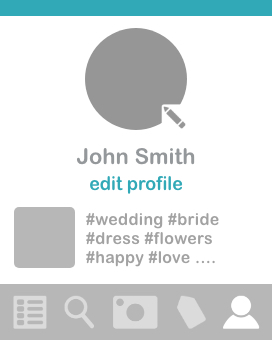 John Smith
edit profile
#wedding #bride
#dress #flowers
#happy #love ....